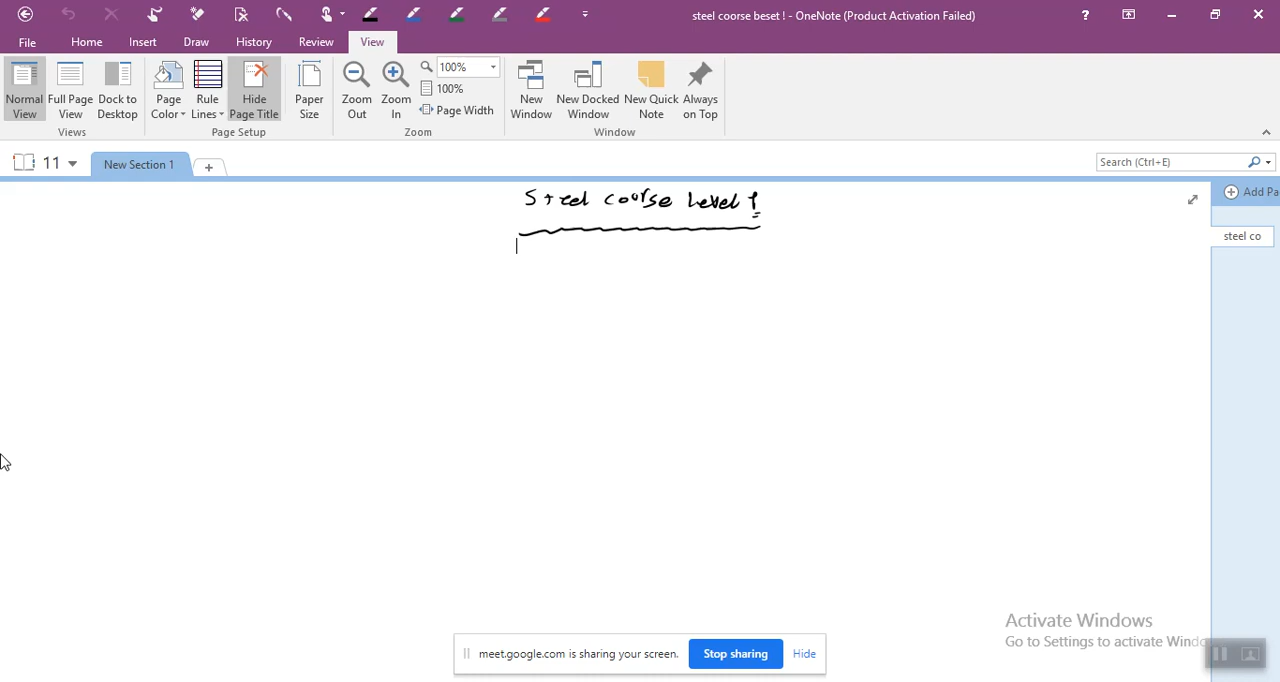 steel coorse beset ! - OneNote (Product Activation Failed)
File Home Insert Draw History Review View
Normal View
Full Page View
Dock to Desktop
Page Color
Rule Lines
Hide Page Title
Paper Size
Zoom Out
Zoom In
100%
100%
Page Width
New Window
New Docked Window
New Quick Note
Always on Top
Views Page Setup Zoom Window
11 New Section 1 Search (Ctrl+E)
Steel coorse Level 1
Add Pa
steel co
Activate Windows
Go to Settings to activate Windo
meet.google.com is sharing your screen. Stop sharing Hide